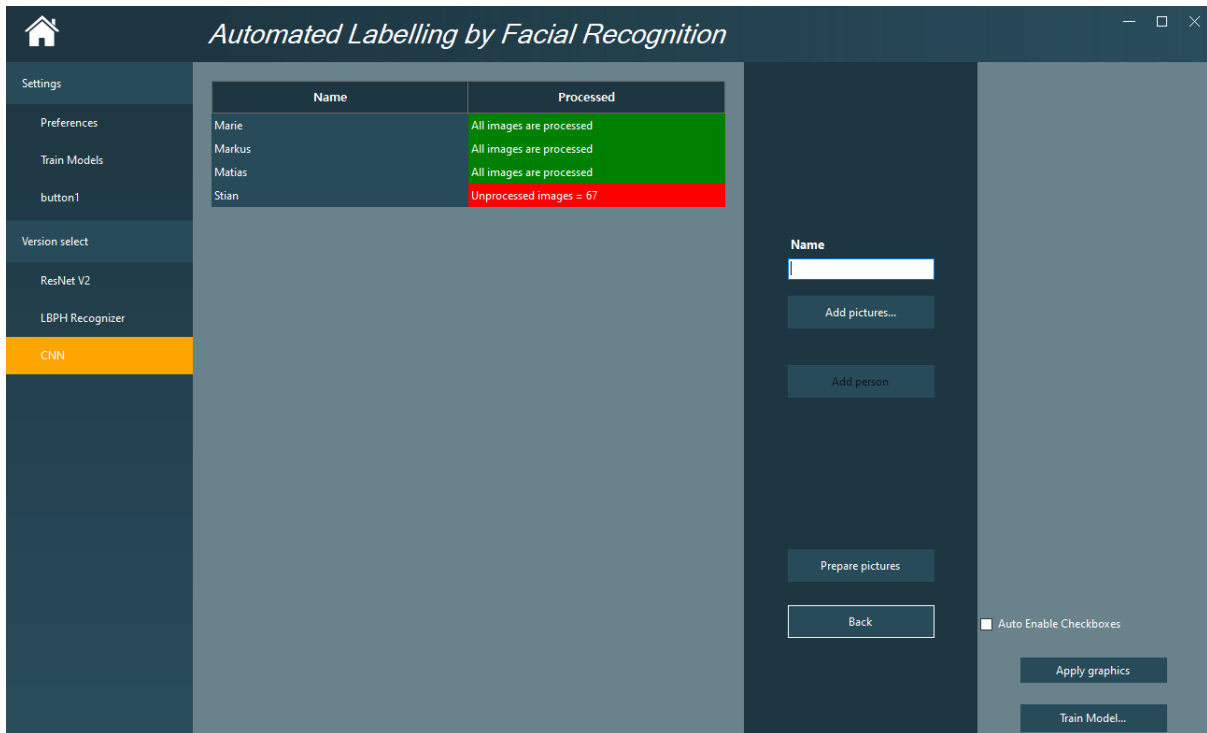 Automated Labelling by Facial Recognition
Settings
Preferences
Train Models
button1
Version select
ResNet V2
LBPH Recognizer
CNN
Name Processed
Marie All images are processed
Markus All images are processed
Matias All images are processed
Stian Unprocessed images = 67
Name
Add pictures...
Add person
Prepare pictures
Back
Auto Enable Checkboxes
Apply graphics
Train Model...